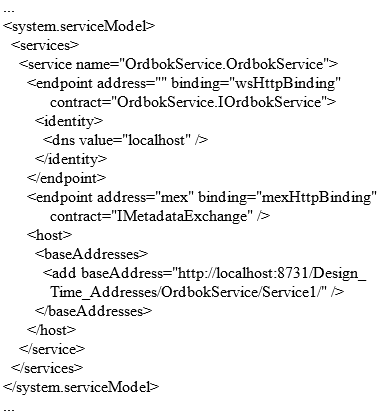 ...
<system.serviceModel>
<services>
<service name="OrdbokService.OrdbokService">
<endpoint address="" binding="wsHttpBinding"
contract="OrdbokService.IOrdbokService">
<identity>
<dns value="localhost" />
</identity>
</endpoint>
<endpoint address="mex" binding="mexHttpBinding"
contract="IMetadataExchange" />
<host>
<baseAddresses>
<add baseAddress="http://localhost:8731/Design_
Time_Addresses/OrdbokService/Service1/" />
</baseAddresses>
</host>
</service>
</services>
</system.serviceModel>
...